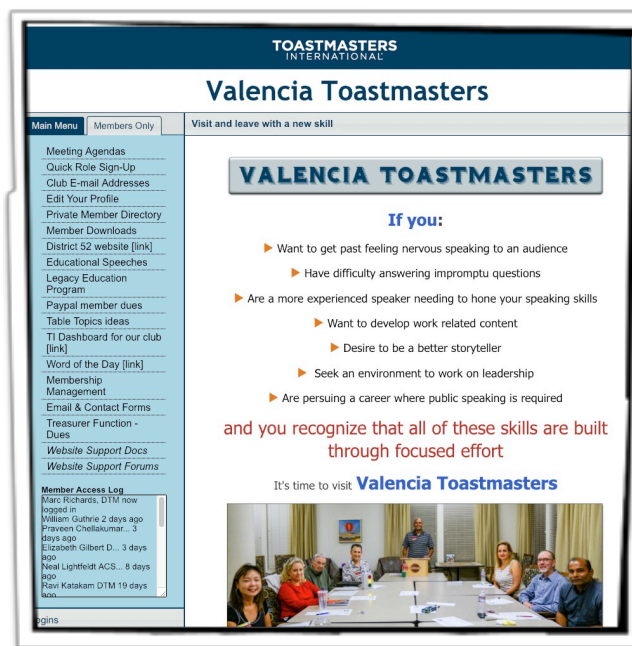 TOASTMASTERS
INTERNATIONAL
Valencia Toastmasters
Main Menu
Members Only
Visit and leave with a new skill
Meeting Agendas
Quick Role Sign-Up
Club E-mail Addresses
Edit Your Profile
Private Member Directory
Member Downloads
District 52 website [link]
Educational Speeches
Legacy Education
Program
Paypal member dues
Table Topics ideas
TI Dashboard for our club
[link]
Word of the Day [link]
Membership
Management
Email & Contact Forms
Treasurer Function -
Dues
Website Support Docs
Website Support Forums
Member Access Log
Marc Richards, DTM now
logged in
William Guthrie 2 days ago
Praveen Chellakumar... 3
days ago
Elizabeth Gilbert D... 3 days
ago
Neal Lightfeldt ACS... 8 days
ago
Ravi Katakam DTM 19 days
ago
ogins
VALENCIA TOASTMASTERS
If you:
Want to get past feeling nervous speaking to an audience
Have difficulty answering impromptu questions
Are a more experienced speaker needing to hone your speaking skills
Want to develop work related content
Desire to be a better storyteller
Seek an environment to work on leadership
Are persuing a career where public speaking is required
and you recognize that all of these skills are built
through focused effort
It's time to visit Valencia Toastmasters